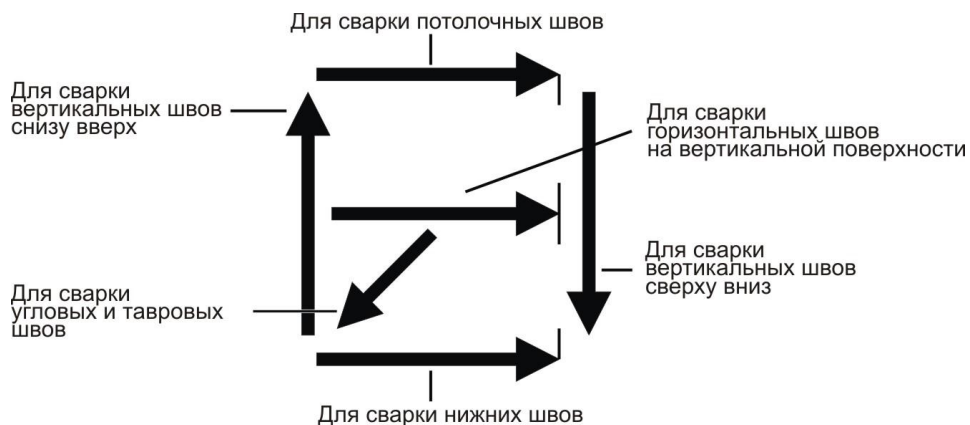 Для сварки потолочных швов
Для сварки
вертикальных швов
снизу вверх
Для сварки
горизонтальных швов
на вертикальной поверхности
Для сварки
вертикальных швов
сверху вниз
Для сварки
угловых и тавровых
швов
Для сварки нижних швов